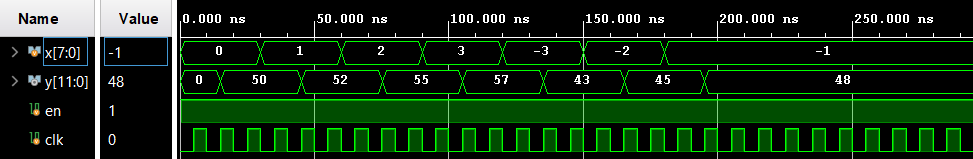 Name Value 0.000 ns 50.000 ns 100.000 ns 150.000 ns 200.000 ns 250.000 ns
x[7:0] -1 0 1 2 3 -3 -2 -1
y[11:0] 48 0 50 52 55 57 43 45 48
en 1
clk 0